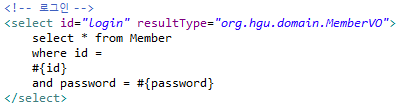 <!-- 로그인 -->
<select id="login" resultType="org.hgu.domain.MemberVO">
select * from Member
where id =
#{id}
and password = #{password}
</select>